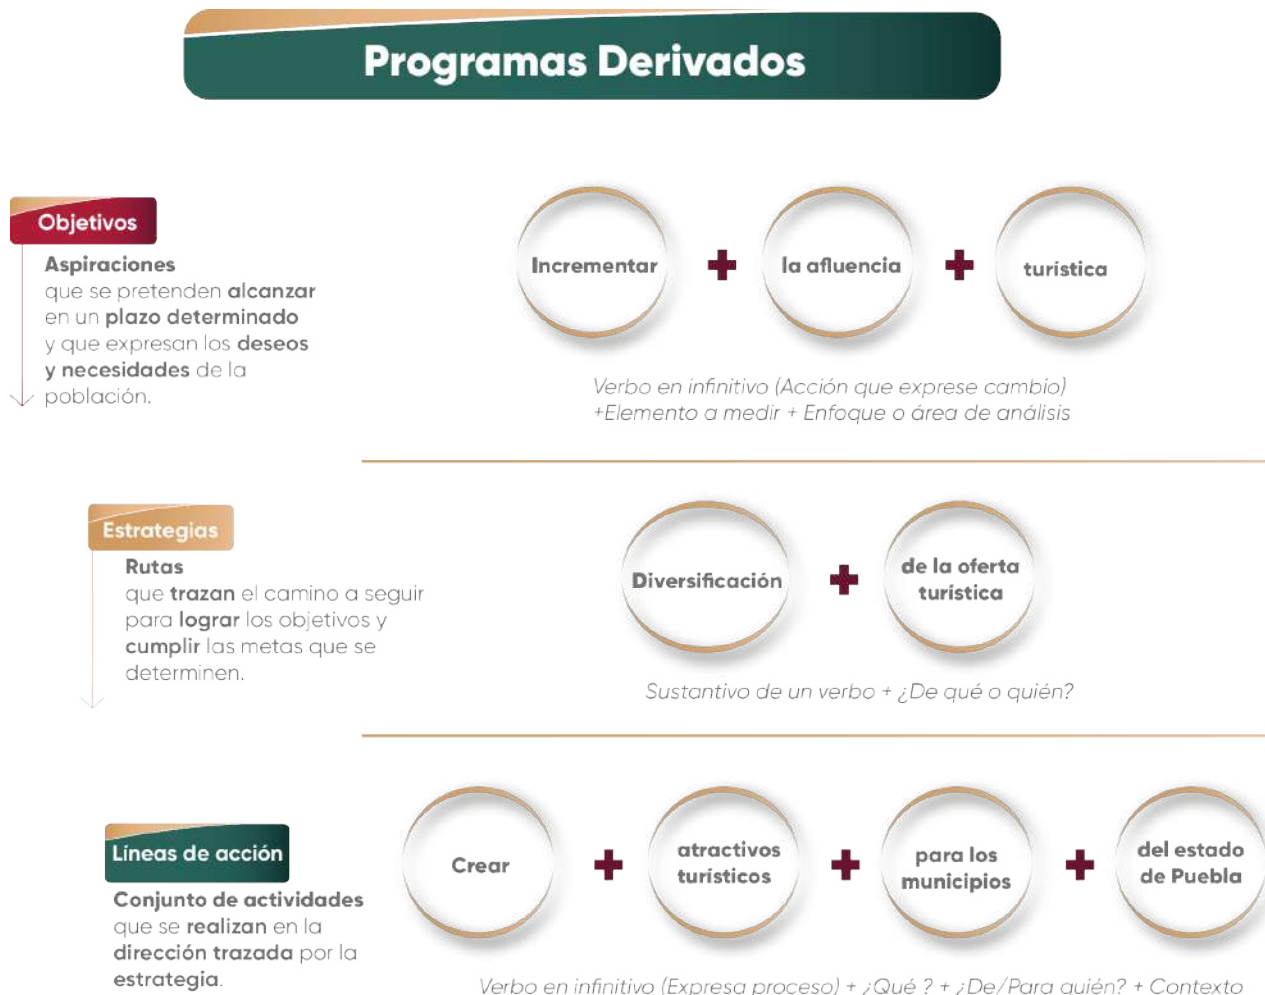 Programas Derivados
Objetivos
Aspiraciones
que se pretenden alcanzar
en un plazo determinado
y que expresan los deseos
y necesidades de la
población.
Incrementar + la afluencia + turística
Verbo en infinitivo (Acción que exprese cambio)
+Elemento a medir + Enfoque o área de análisis
Estrategias
Rutas
que trazan el camino a seguir
para lograr los objetivos y
cumplir las metas que se
determinen.
Diversificación + de la oferta
turística
Sustantivo de un verbo + ¿De qué o quién?
Líneas de acción
Conjunto de actividades
que se realizan en la
dirección trazada por la
estrategia.
Crear + atractivos
turísticos + para los
municipios + del estado
de Puebla
Verbo en infinitivo (Expresa proceso) + ¿Qué ? + ¿De/Para quién? + Contexto